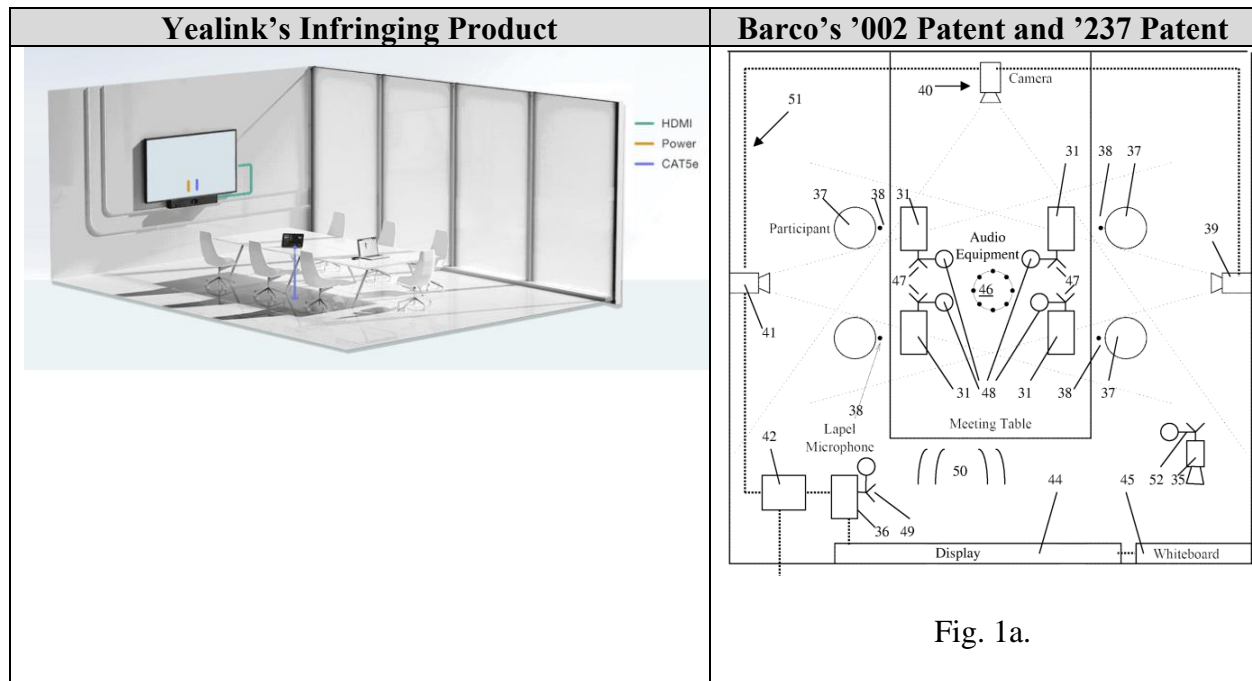 Yealink’s Infringing Product
Barco’s ’002 Patent and ’237 Patent
HDMI
Power
CAT5e
Camera
40
51
31
38
37
37
38
31
Participant
39
Audio
Equipment
47
46
47
41
31
48
31
38
37
38
Lapel
Microphone
Meeting Table
42
50
44
45
52
35
36
49
Display
Whiteboard
Fig. 1a.